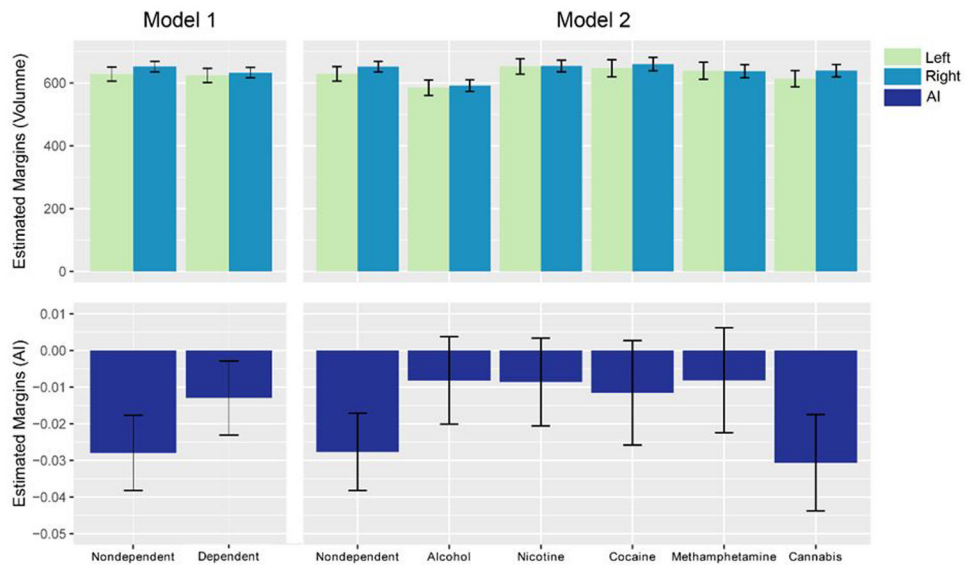 Model 1
Model 2
Estimated Margins (Volumne)
600
400
200
0
Left
Right
AI
Estimated Margins (AI)
0.01
0.00
−0.01
−0.02
−0.03
−0.04
−0.05
Nondependent
Dependent
Nondependent
Alcohol
Nicotine
Cocaine
Methamphetamine
Cannabis